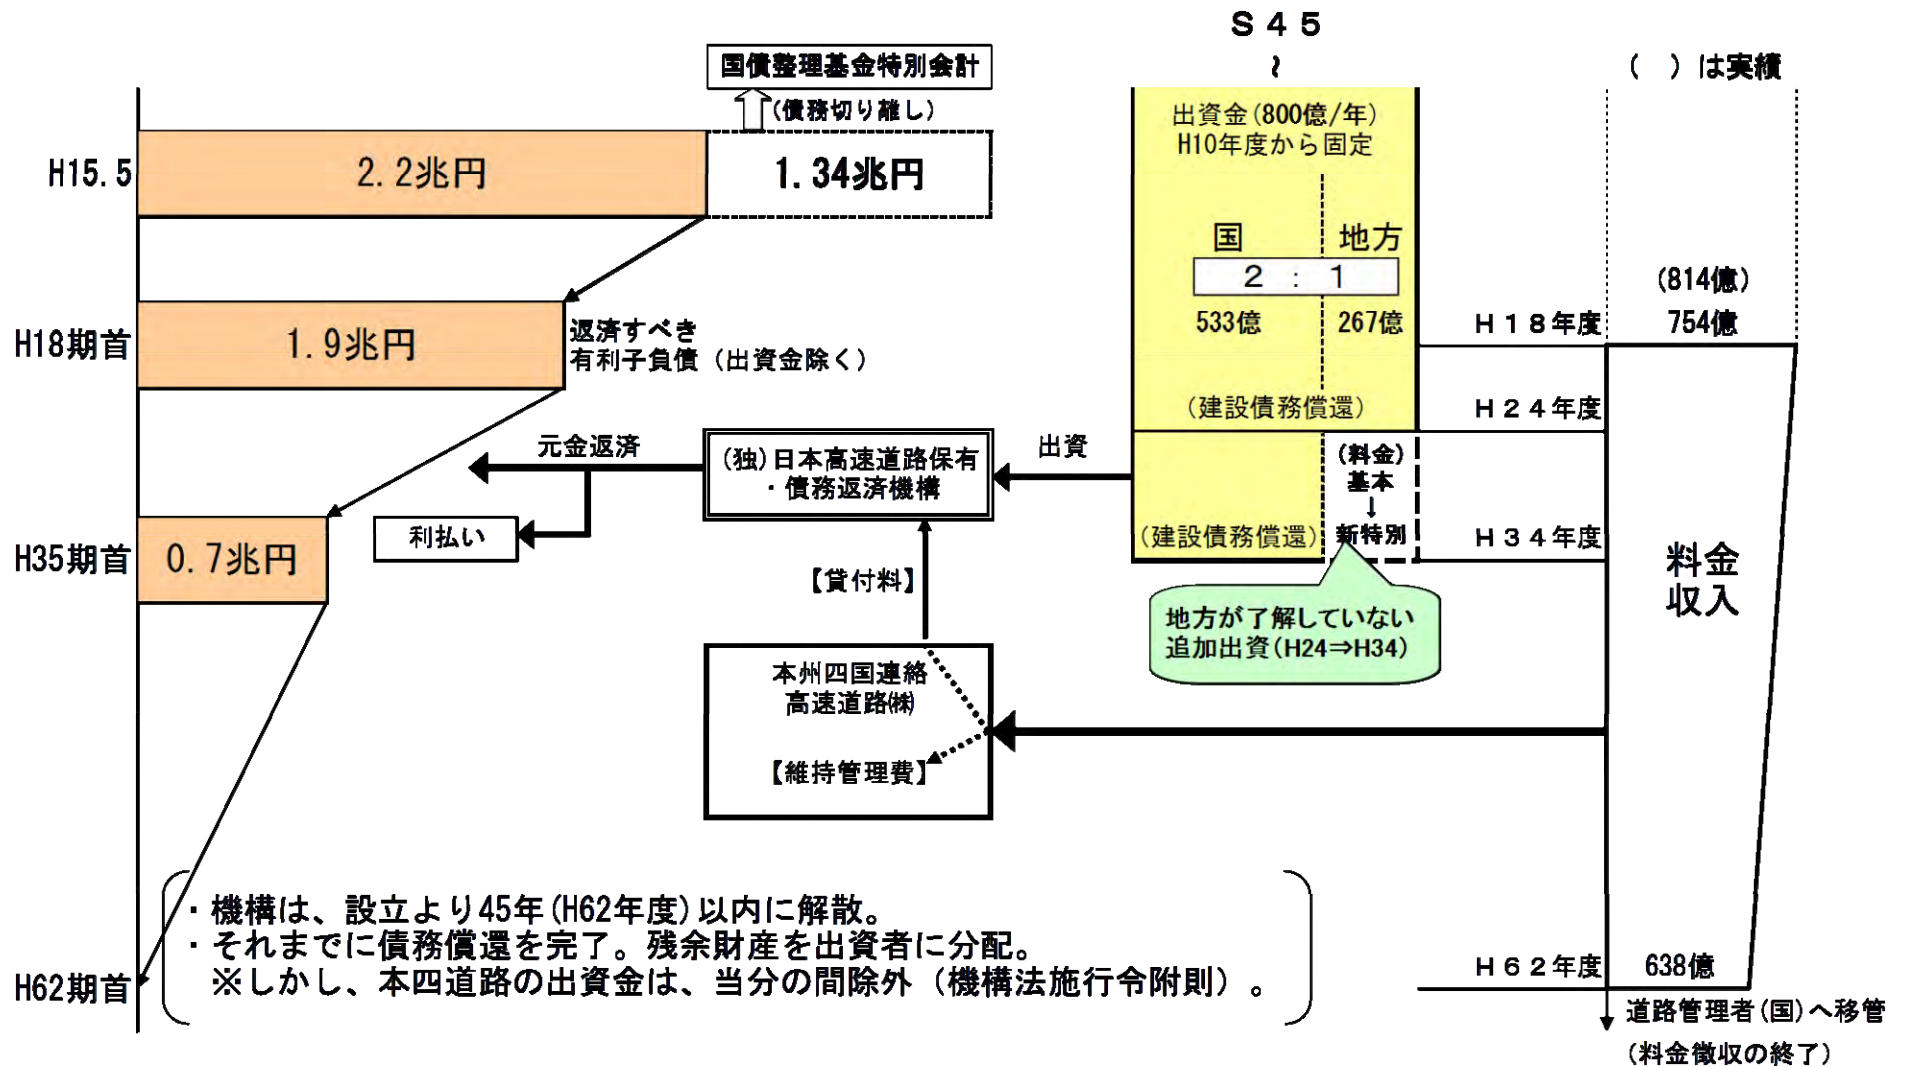 S45
~
国債整理基金特別会計
(債務切り離し)
( )は実績
H15.5
2.2兆円
1.34兆円
出資金(800億/年)
H10年度から固定
国
地方
2 : 1
533億
267億
(建設債務償還)
H18期首
1.9兆円
返済すべき
有利子負債(出資金除く)
H18年度
(814億)
754億
H24年度
元金返済
(独)日本高速道路保有
・債務返済機構
出資
(料金)
基本
↓
新特別
(建設債務償還)
H34年度
利払い
H35期首
0.7兆円
【貸付料】
地方が了解していない
追加出資(H24⇒H34)
料金
収入
本州四国連絡
高速道路㈱
【維持管理費】
・機構は、設立より45年(H62年度)以内に解散。
・それまでに債務償還を完了。残余財産を出資者に分配。
※しかし、本四道路の出資金は、当分の間除外(機構法施行令附則)。
H62期首
H62年度
638億
道路管理者(国)へ移管
(料金徴収の終了)